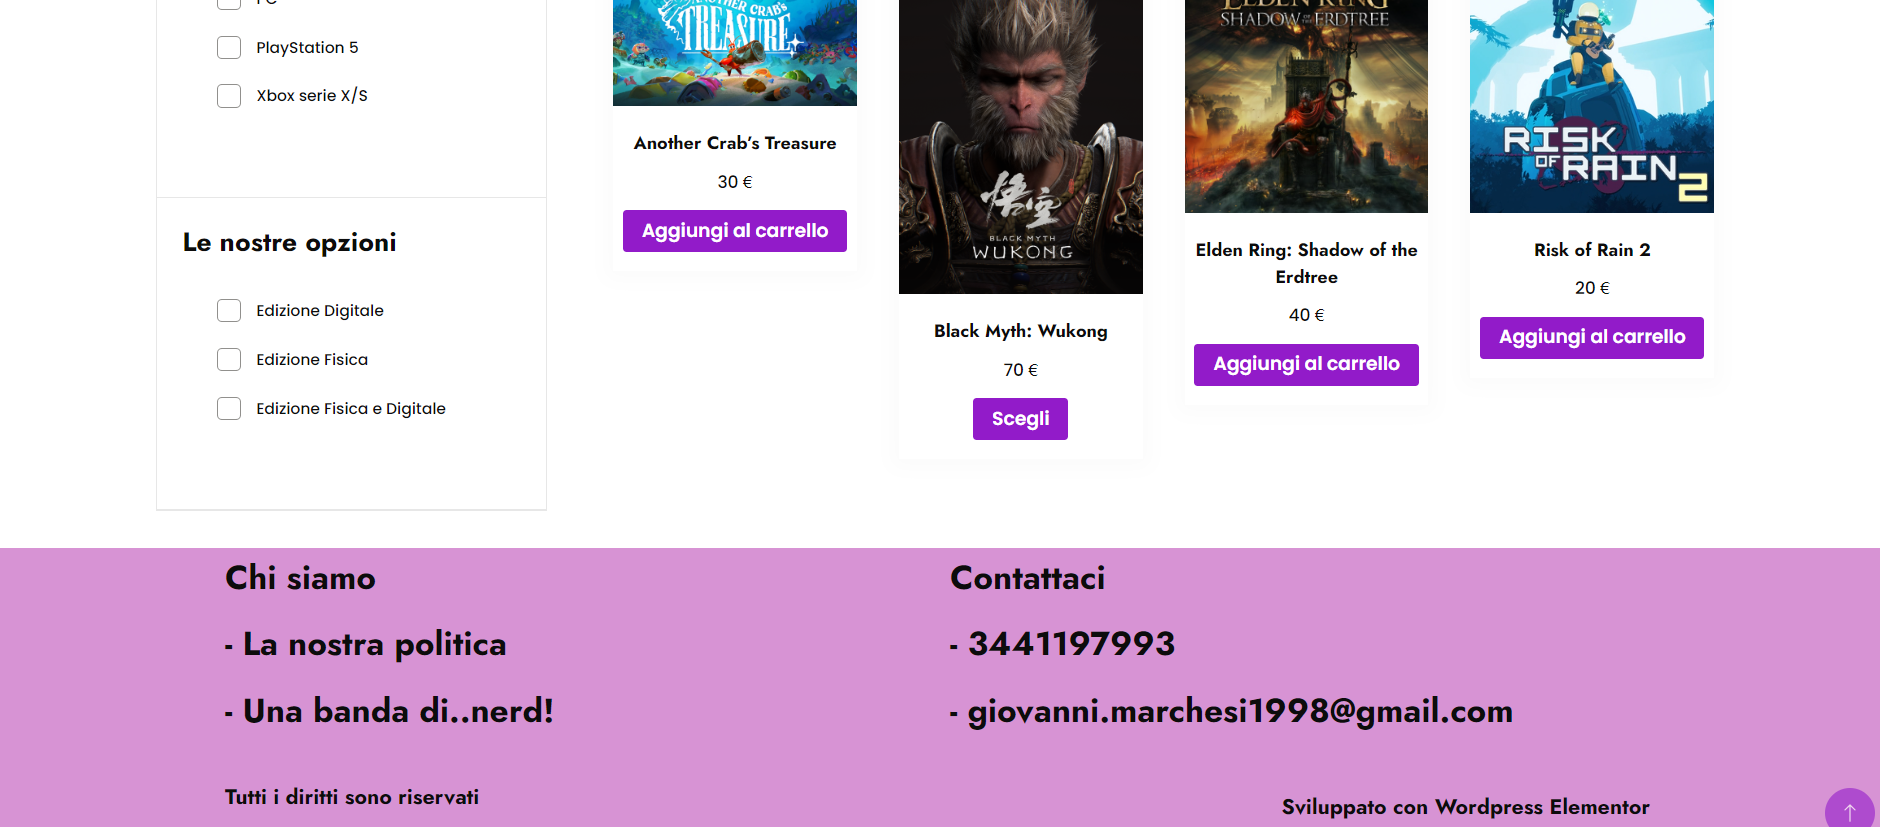 PC
PlayStation 5
Xbox serie X/S
Le nostre opzioni
Edizione Digitale
Edizione Fisica
Edizione Fisica e Digitale
ANOTHER CRAB'S
TREASURE
Another Crab’s Treasure
30 €
Aggiungi al carrello
悟空
BLACK MYTH
WUKONG
Black Myth: Wukong
70 €
Scegli
ELDEN RING
SHADOW OF THE ERDTREE
Elden Ring: Shadow of the
Erdtree
40 €
Aggiungi al carrello
RISK
OF RAIN 2
Risk of Rain 2
20 €
Aggiungi al carrello
Chi siamo
- La nostra politica
- Una banda di..nerd!
Tutti i diritti sono riservati
Contattaci
- 3441197993
- giovanni.marchesi1998@gmail.com
Sviluppato con Wordpress Elementor